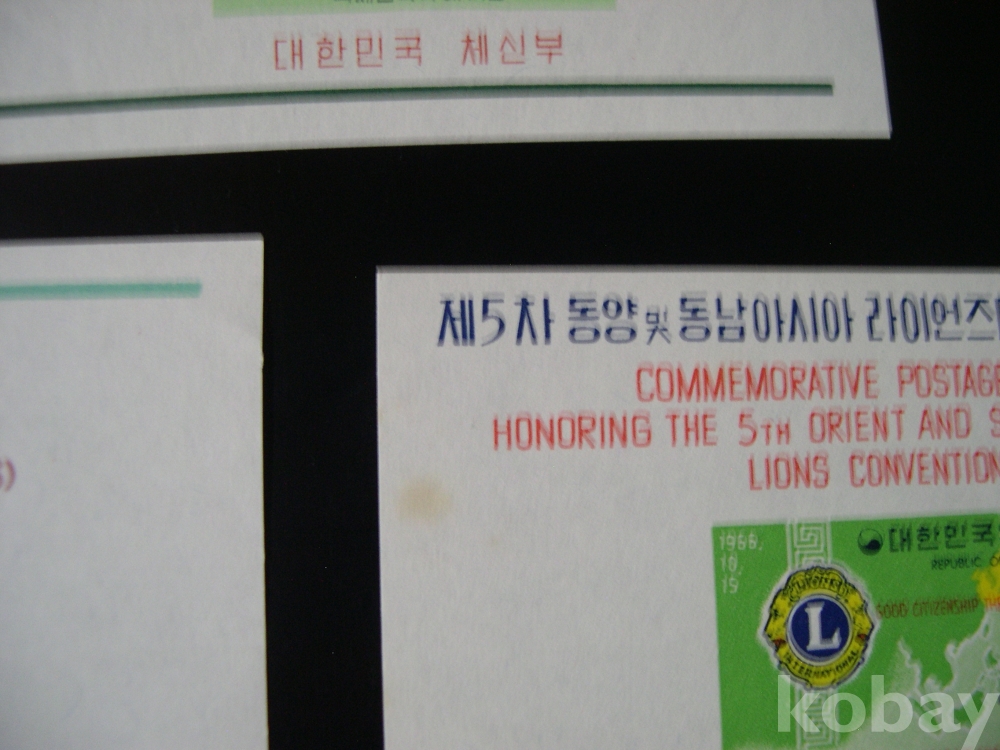 대한민국 체신부
제5차 동양 및 동남아시아 라이언즈
COMMEMORATIVE POSTAGE
HONORING THE 5TH ORIENT AND S
LIONS CONVENTION
1966.
10.
15
대한민국
REPUBLIC O
GOOD CITIZENSHIP TH
L
INTERNATIONAL
kobay